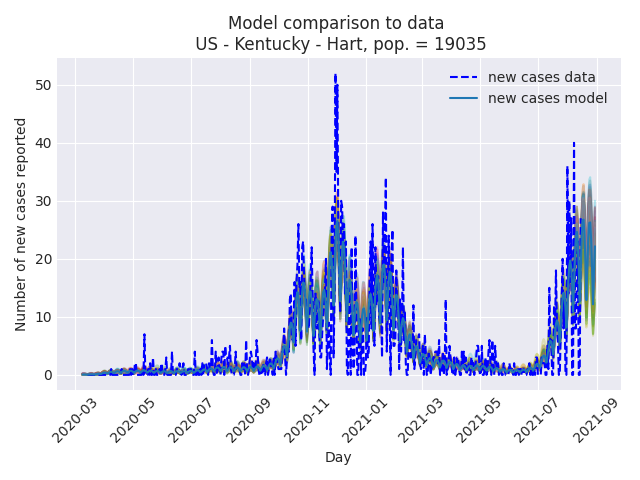 Model comparison to data
US - Kentucky - Hart, pop. = 19035
new cases data
new cases model
Number of new cases reported
50
40
30
20
10
0
2020-03
2020-05
2020-07
2020-09
2020-11
2021-01
2021-03
2021-05
2021-07
2021-09
Day